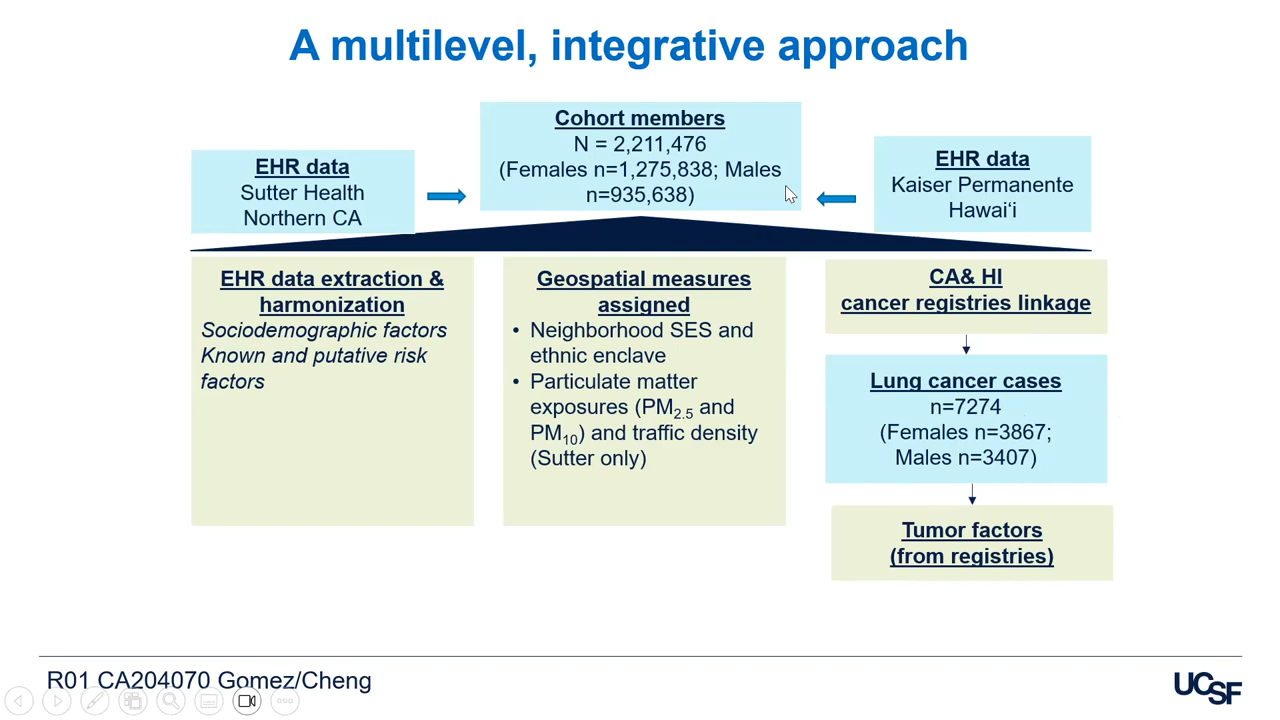 A multilevel, integrative approach
EHR data
Sutter Health
Northern CA
Cohort members
N = 2,211,476
(Females n=1,275,838; Males
n=935,638)
EHR data
Kaiser Permanente
Hawai‘i
EHR data extraction &
harmonization
Sociodemographic factors
Known and putative risk
factors
Geospatial measures
assigned
• Neighborhood SES and
ethnic enclave
• Particulate matter
exposures (PM2.5 and
PM10) and traffic density
(Sutter only)
CA& HI
cancer registries linkage
Lung cancer cases
n=7274
(Females n=3867;
Males n=3407)
Tumor factors
(from registries)
R01 CA204070 Gomez/Cheng
UCSF